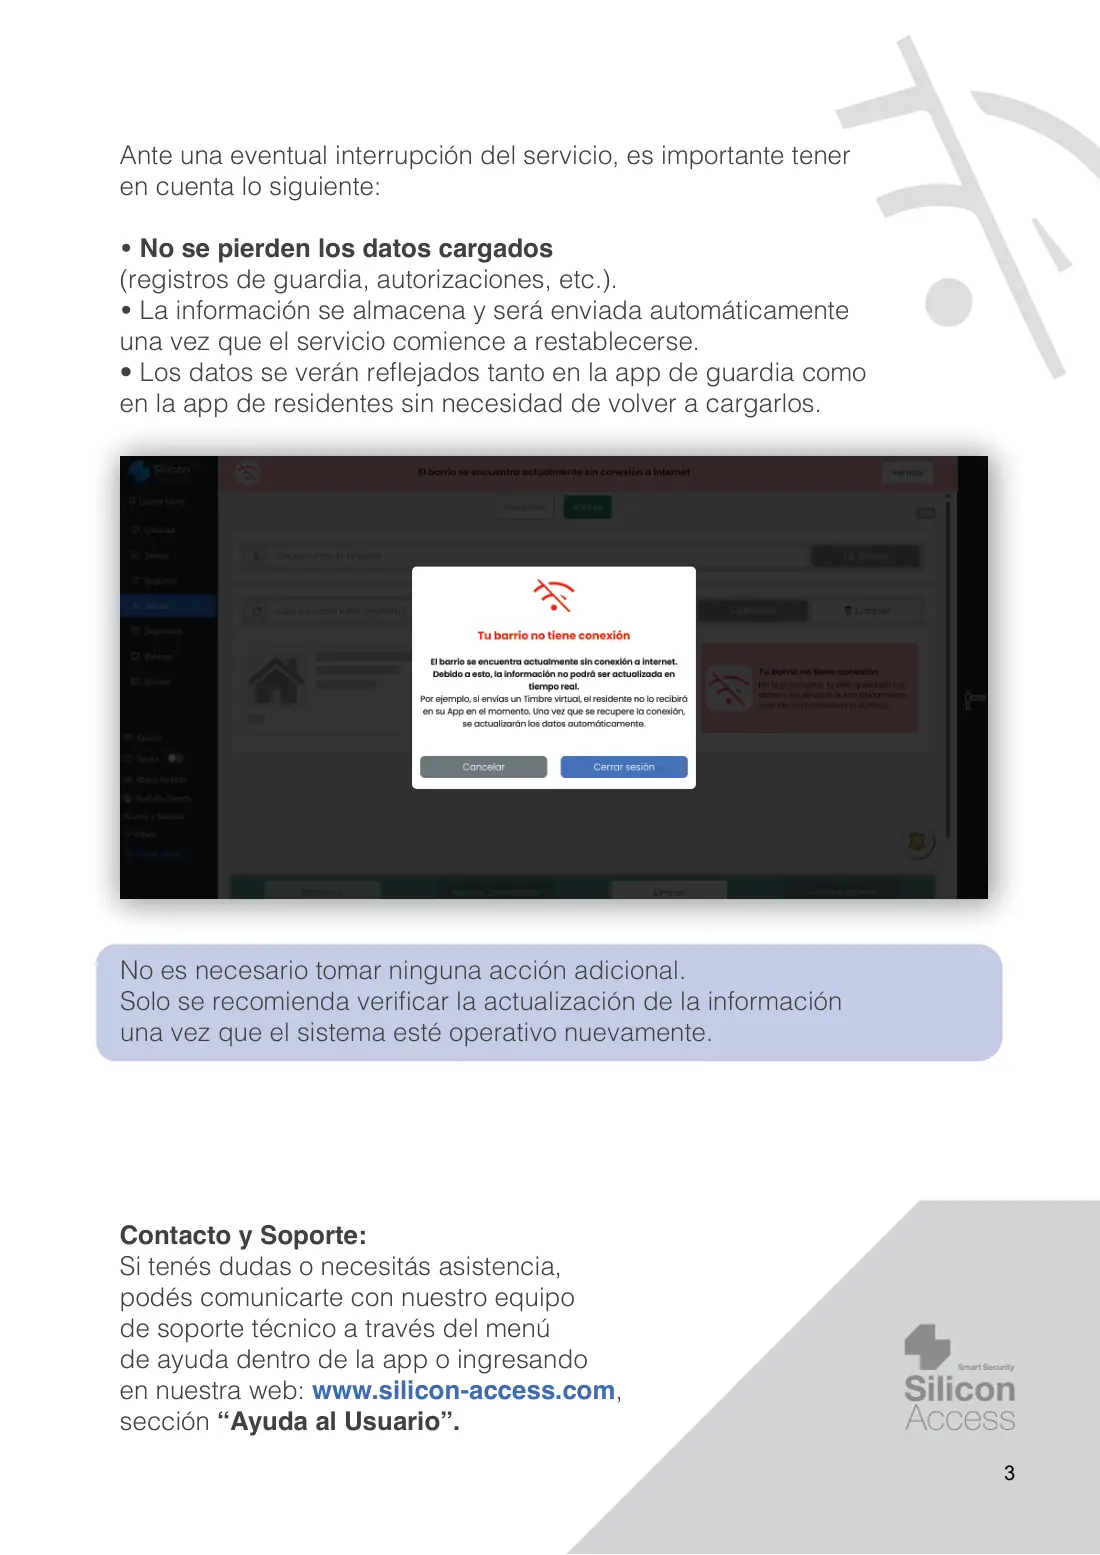 Ante una eventual interrupción del servicio, es importante tener
en cuenta lo siguiente:
• No se pierden los datos cargados
(registros de guardia, autorizaciones, etc.).
• La información se almacena y será enviada automáticamente
una vez que el servicio comience a restablecerse.
• Los datos se verán reflejados tanto en la app de guardia como
en la app de residentes sin necesidad de volver a cargarlos.
Silicon
El barrio se encuentra actualmente sin conexión a internet
Ver más
Limpiar
Tu barrio no tiene conexión
El barrio se encuentra actualmente sin conexión a internet.
Debido a esto, la información no podrá ser actualizada en
tiempo real.
Por ejemplo, si envías un Timbre virtual, el residente no lo recibirá
en su App en el momento. Una vez que se recupere la conexión,
se actualizarán los datos automáticamente.
Cancelar
Cerrar sesión
Tu barrio no tiene conexión
Limpiar
No es necesario tomar ninguna acción adicional.
Solo se recomienda verificar la actualización de la información
una vez que el sistema esté operativo nuevamente.
Contacto y Soporte:
Si tenés dudas o necesitás asistencia,
podés comunicarte con nuestro equipo
de soporte técnico a través del menú
de ayuda dentro de la app o ingresando
en nuestra web: www.silicon-access.com,
sección “Ayuda al Usuario”.
Smart Security
Silicon
Access
3